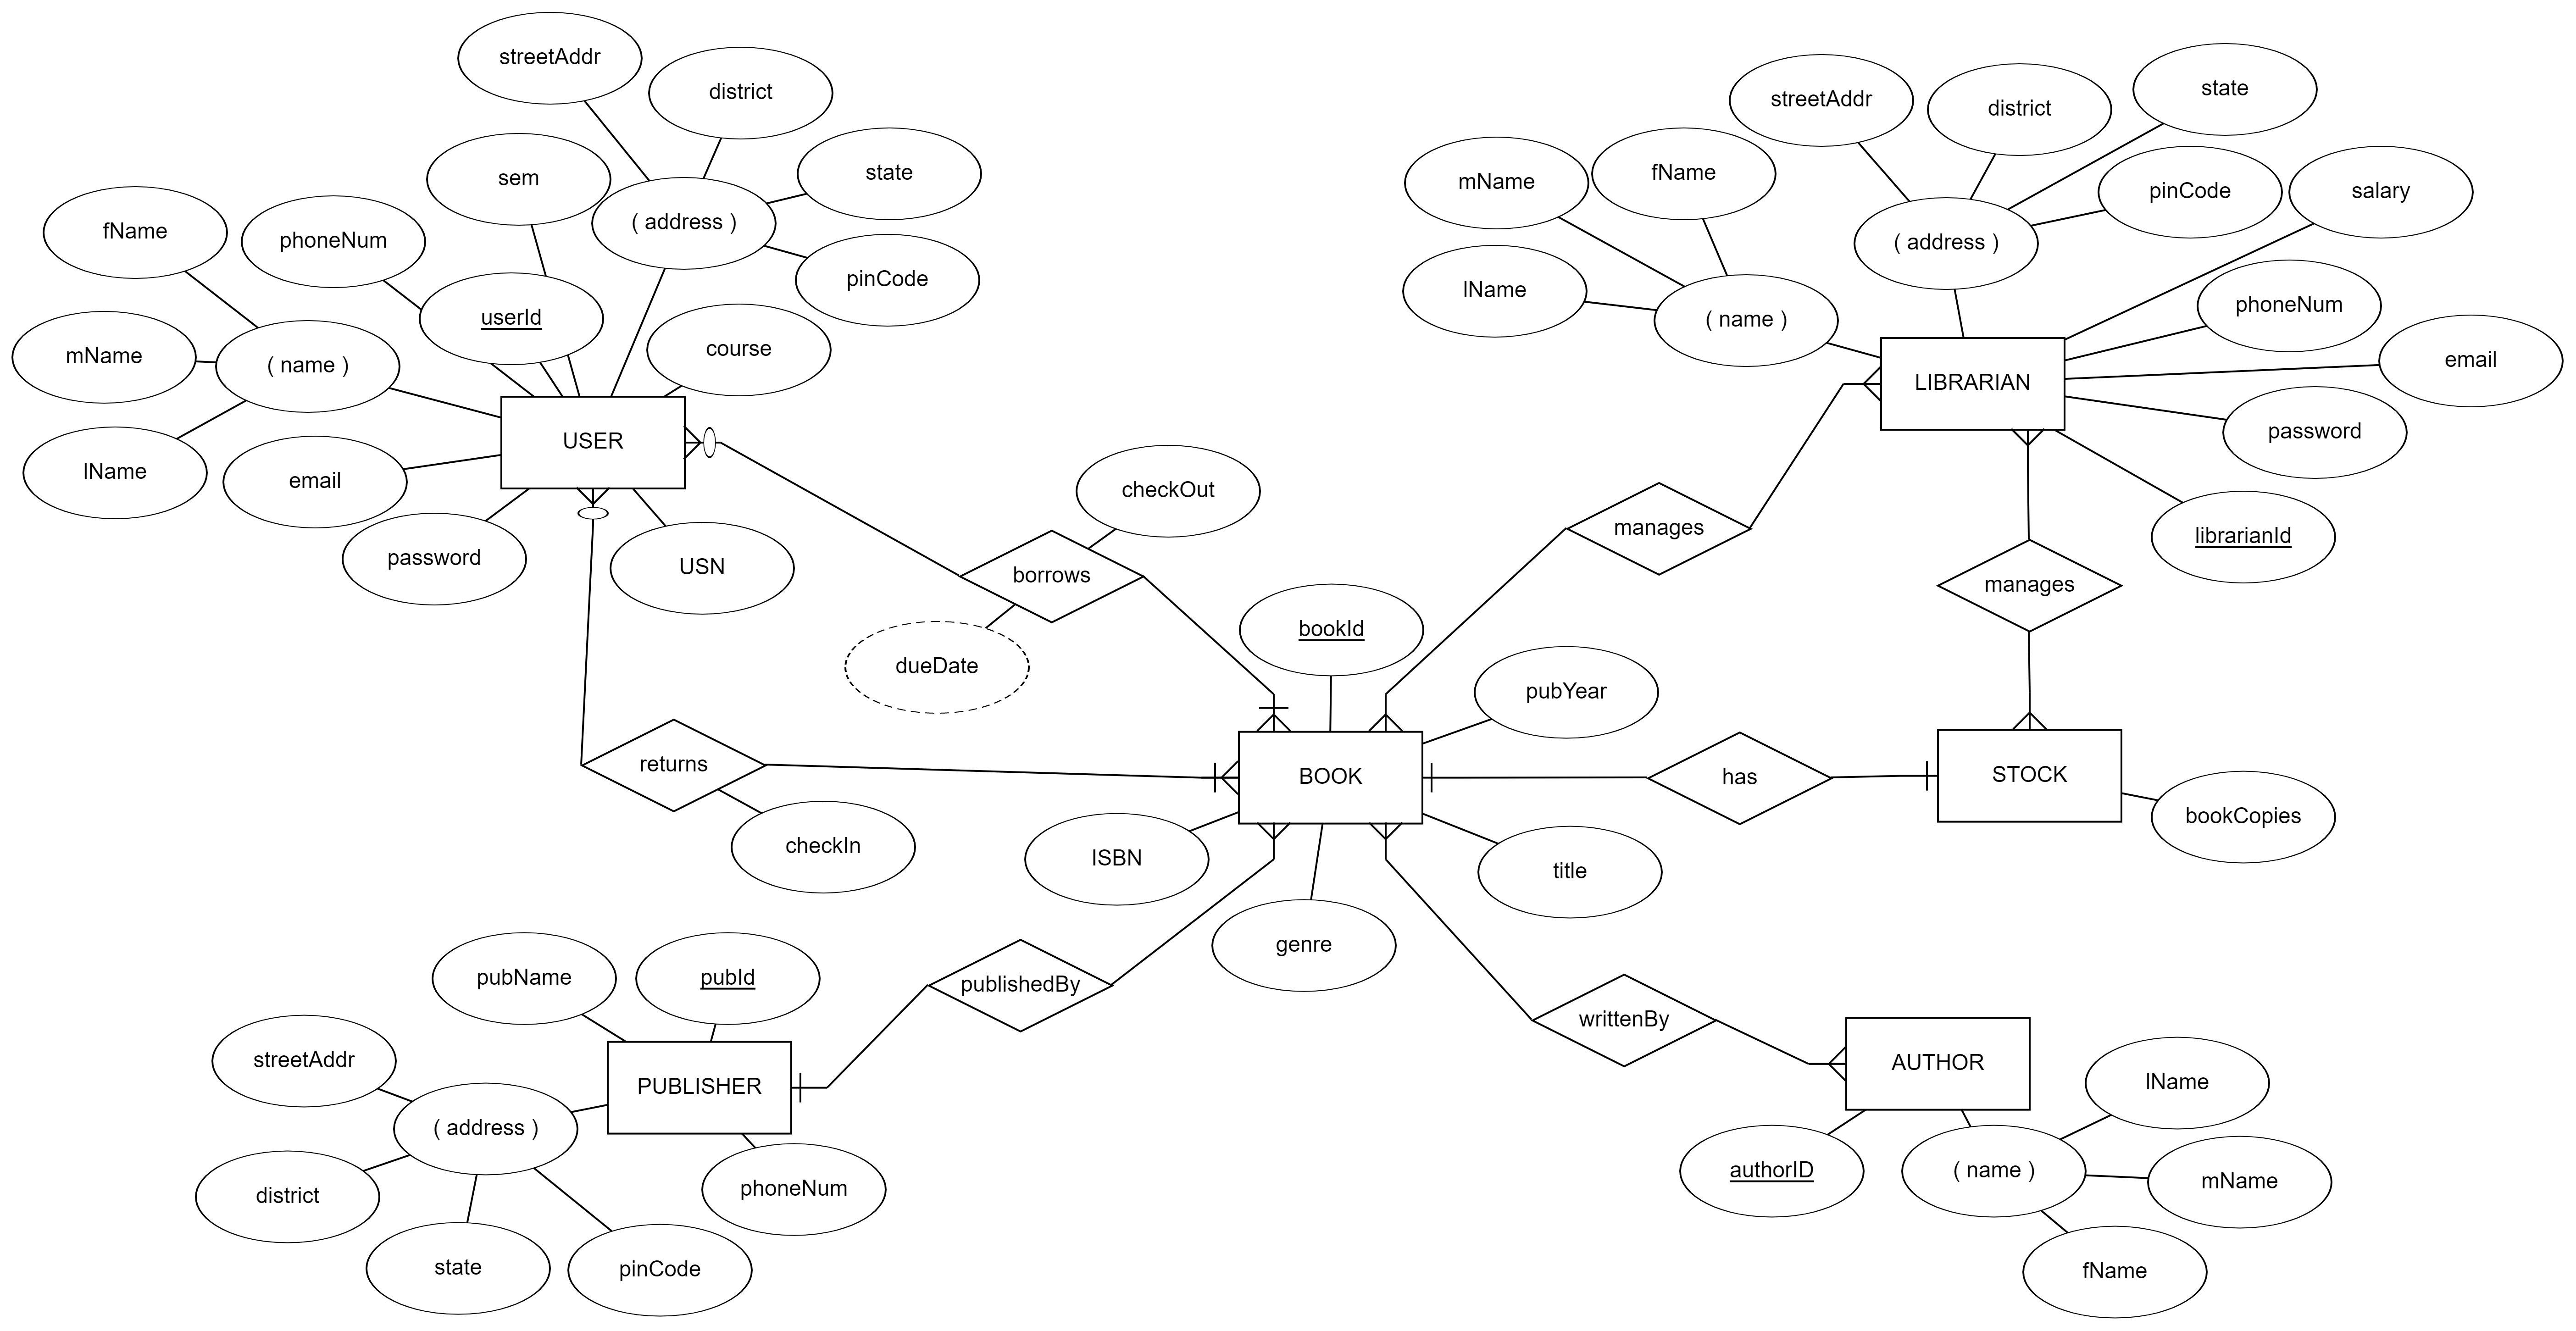 streetAddr
district
sem
state
( address )
fName
phoneNum
pinCode
userId
mName
( name )
course
lName
email
USER
password
USN
checkOut
borrows
dueDate
returns
checkIn
streetAddr
district
state
mName
fName
pinCode
salary
( address )
lName
( name )
phoneNum
LIBRARIAN
email
password
manages
librarianId
manages
bookId
pubYear
BOOK
has
STOCK
bookCopies
ISBN
title
genre
pubName
pubId
publishedBy
streetAddr
PUBLISHER
( address )
district
phoneNum
state
pinCode
writtenBy
AUTHOR
lName
authorID
( name )
mName
fName